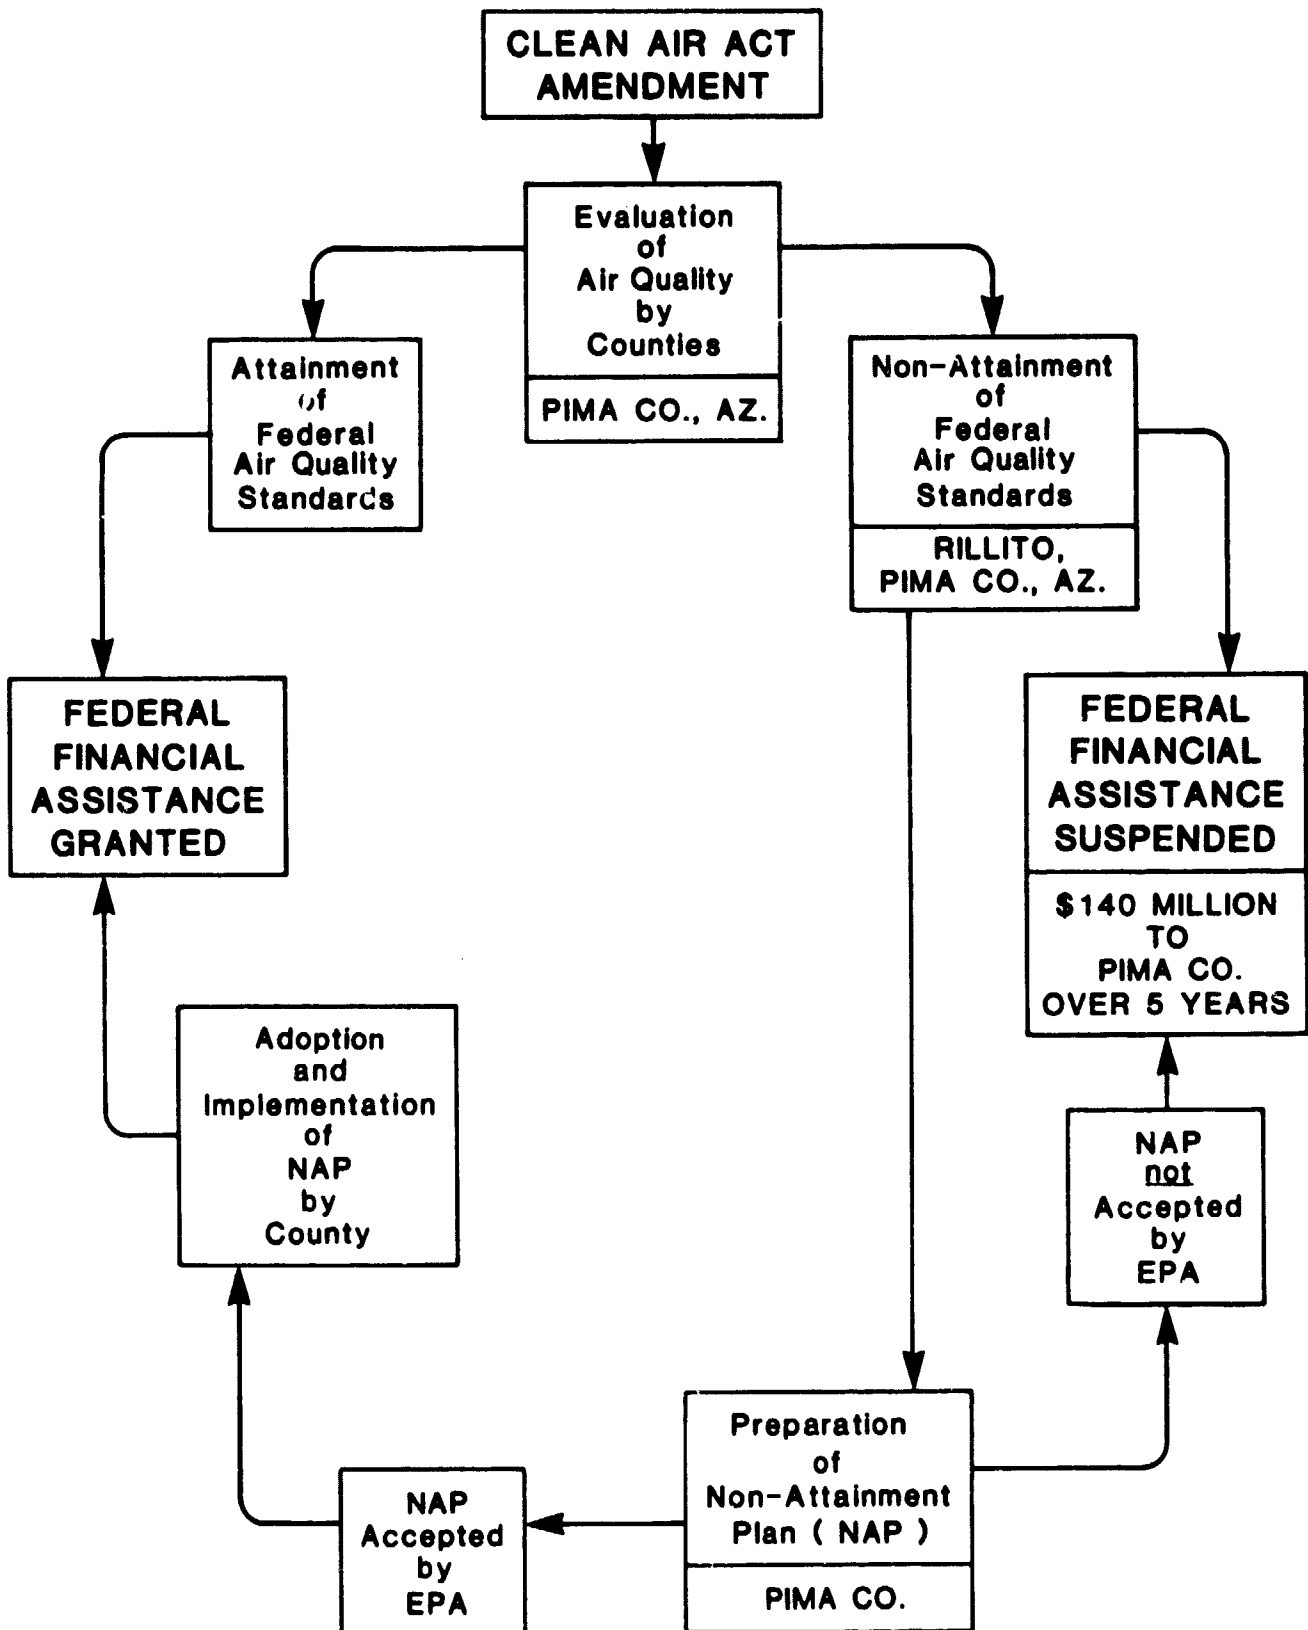 CLEAN AIR ACT
AMENDMENT
Evaluation
of
Air Quality
by
Counties
PIMA CO., AZ.
Attainment
of
Federal
Air Quality
Standards
Non-Attainment
of
Federal
Air Quality
Standards
RILLITO,
PIMA CO., AZ.
FEDERAL
FINANCIAL
ASSISTANCE
GRANTED
FEDERAL
FINANCIAL
ASSISTANCE
SUSPENDED
$140 MILLION
TO
PIMA CO.
OVER 5 YEARS
Adoption
and
Implementation
of
NAP
by
County
NAP
not
Accepted
by
EPA
Preparation
of
Non-Attainment
Plan ( NAP )
PIMA CO.
NAP
Accepted
by
EPA